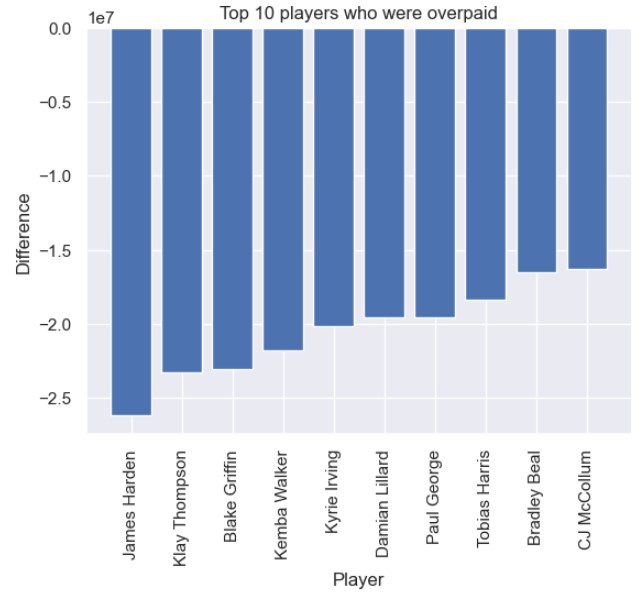 Top 10 players who were overpaid
1e7
0.0
−0.5
−1.0
−1.5
−2.0
−2.5
Difference
James Harden
Klay Thompson
Blake Griffin
Kemba Walker
Kyrie Irving
Damian Lillard
Paul George
Tobias Harris
Bradley Beal
CJ McCollum
Player